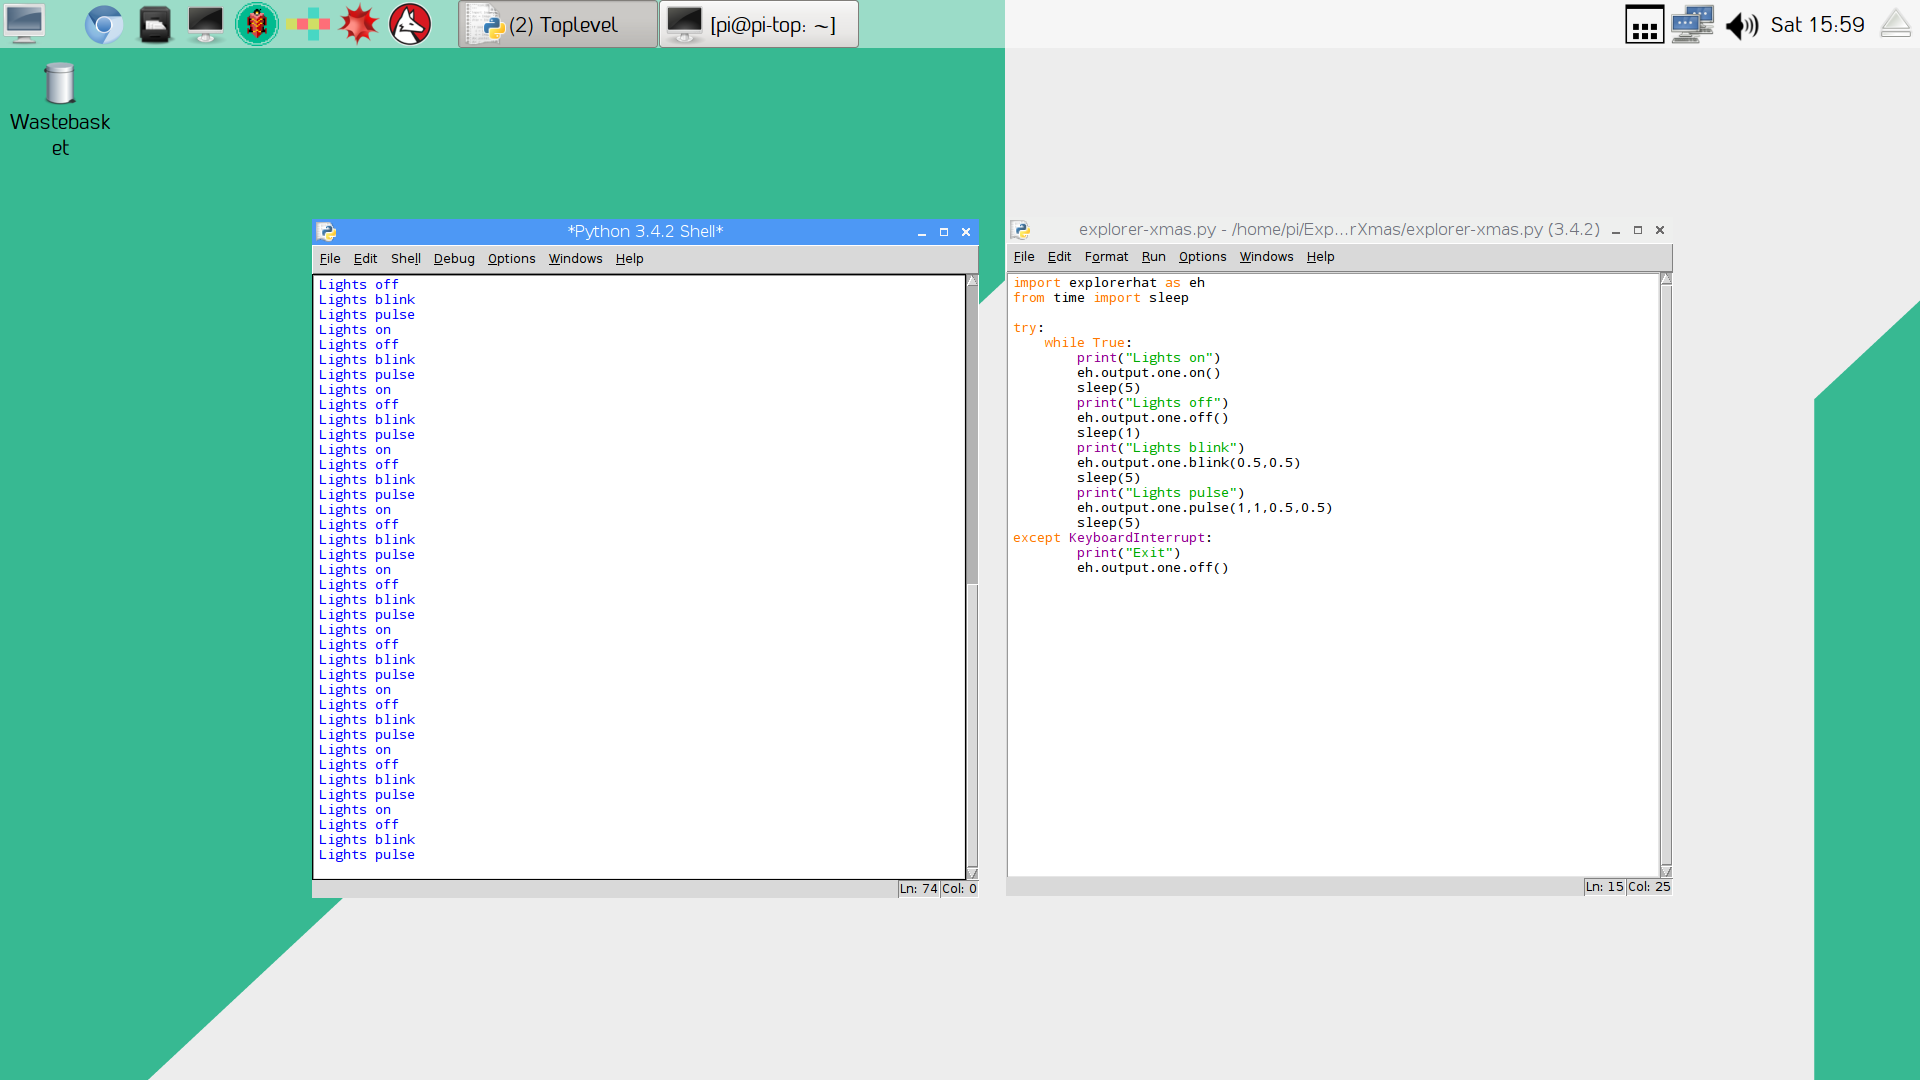 (2) Toplevel
[pi@pi-top: ~]
Sat 15:59
Wastebask
et
*Python 3.4.2 Shell*
File Edit Shell Debug Options Windows Help
Lights off
Lights blink
Lights pulse
Lights on
Lights off
Lights blink
Lights pulse
Lights on
Lights off
Lights blink
Lights pulse
Lights on
Lights off
Lights blink
Lights pulse
Lights on
Lights off
Lights blink
Lights pulse
Lights on
Lights off
Lights blink
Lights pulse
Lights on
Lights off
Lights blink
Lights pulse
Lights on
Lights off
Lights blink
Lights pulse
Lights on
Lights off
Lights blink
Lights pulse
Lights on
Lights off
Lights blink
Lights pulse
Ln: 74 Col: 0
explorer-xmas.py - /home/pi/Exp...rXmas/explorer-xmas.py (3.4.2)
File Edit Format Run Options Windows Help
import explorerhat as eh
from time import sleep

try:
    while True:
        print("Lights on")
        eh.output.one.on()
        sleep(5)
        print("Lights off")
        eh.output.one.off()
        sleep(1)
        print("Lights blink")
        eh.output.one.blink(0.5,0.5)
        sleep(5)
        print("Lights pulse")
        eh.output.one.pulse(1,1,0.5,0.5)
        sleep(5)
except KeyboardInterrupt:
        print("Exit")
        eh.output.one.off()
Ln: 15 Col: 25